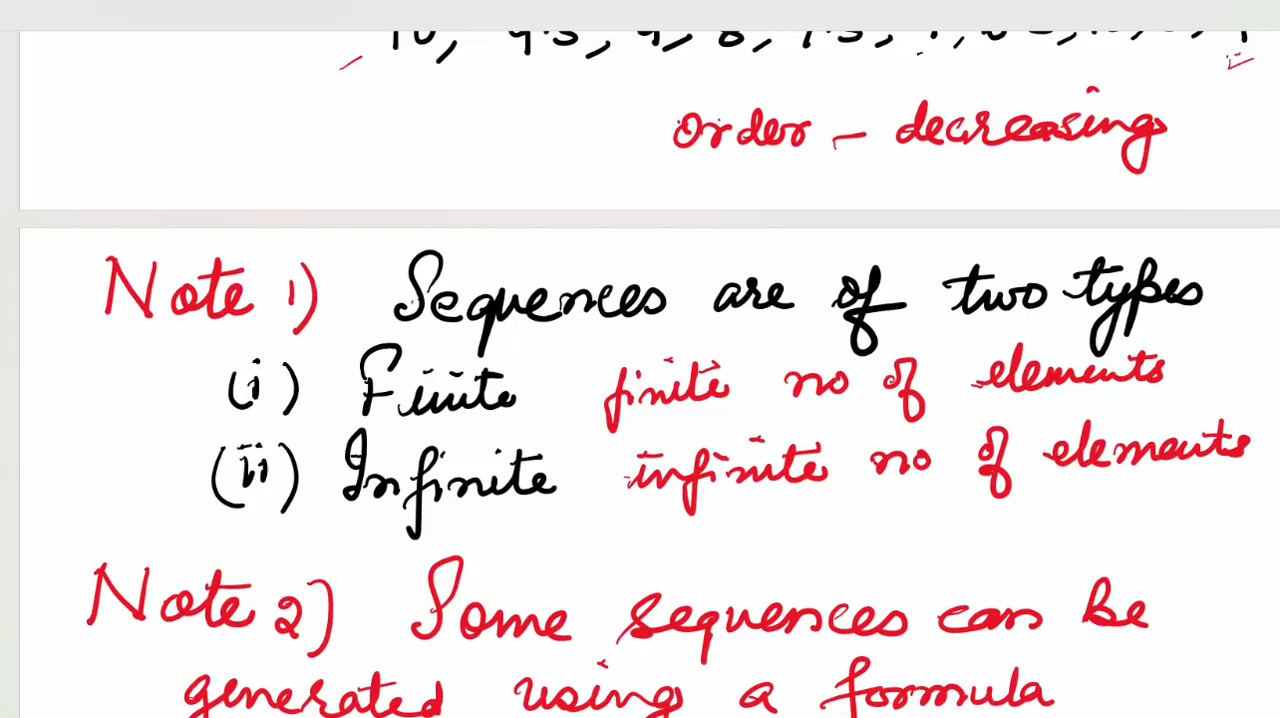 order - decreasing
Note 1) Sequences are of two types
(i) Finite finite no of elements
(ii) Infinite infinite no of elements
Note 2) Some sequences can be
generated using a formula